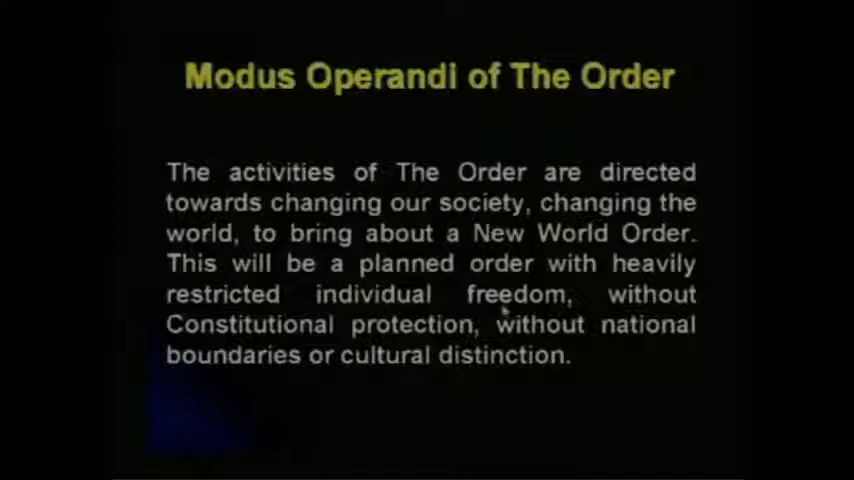 Modus Operandi of The Order
The activities of The Order are directed
towards changing our society, changing the
world, to bring about a New World Order.
This will be a planned order with heavily
restricted individual freedom, without
Constitutional protection, without national
boundaries or cultural distinction.